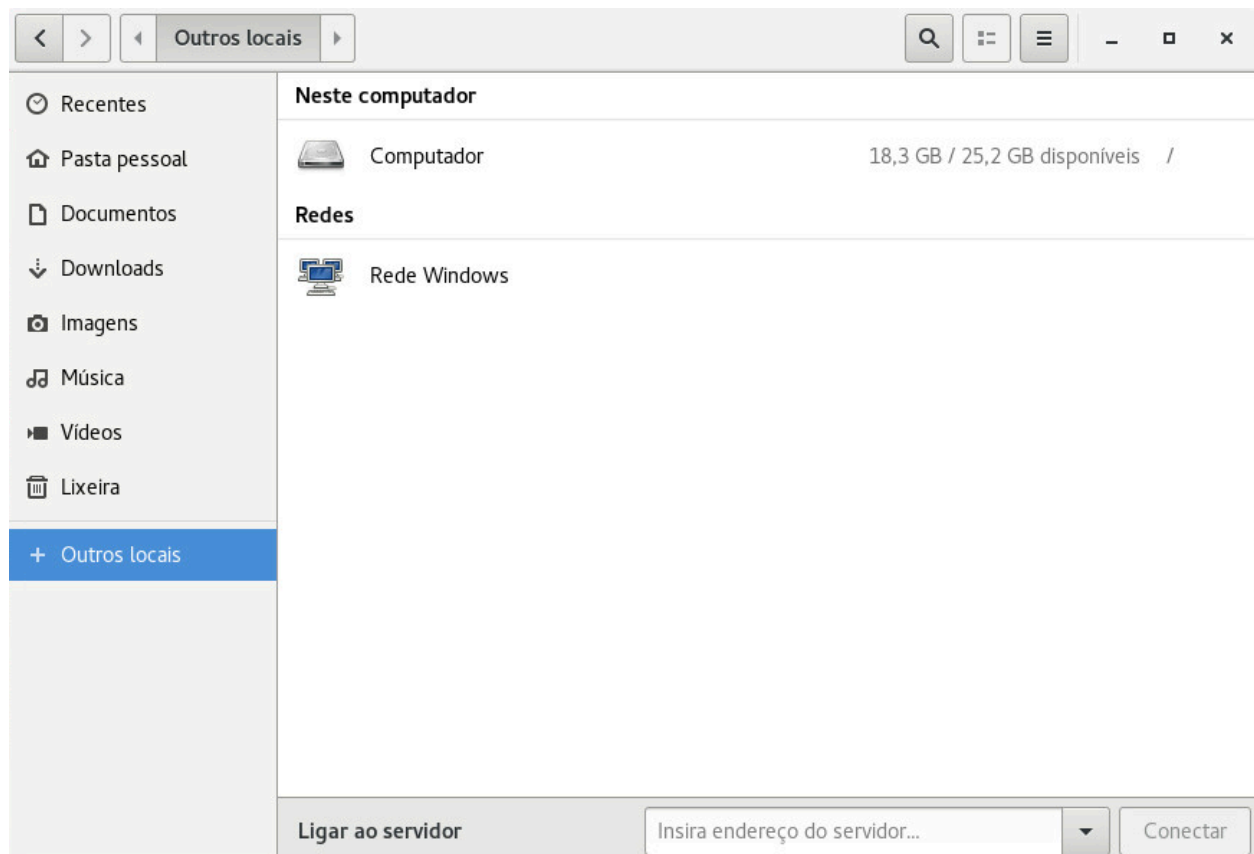 Outros locais
Recentes
Pasta pessoal
Documentos
Downloads
Imagens
Música
Vídeos
Lixeira
+ Outros locais
Neste computador
Computador 18,3 GB / 25,2 GB disponíveis /
Redes
Rede Windows
Ligar ao servidor Insira endereço do servidor... Conectar